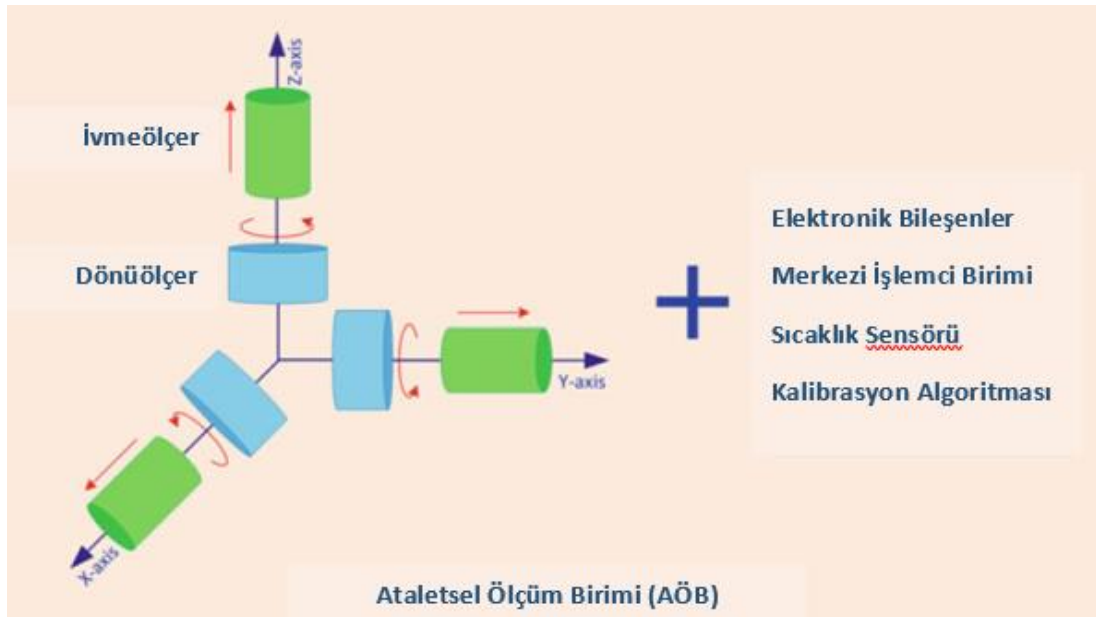 Z-axis
İvmeölçer
Dönüölçer
Y-axis
X-axis
Elektronik Bileşenler
Merkezi İşlemci Birimi
Sıcaklık Sensörü
Kalibrasyon Algoritması
Ataletsel Ölçüm Birimi (AÖB)